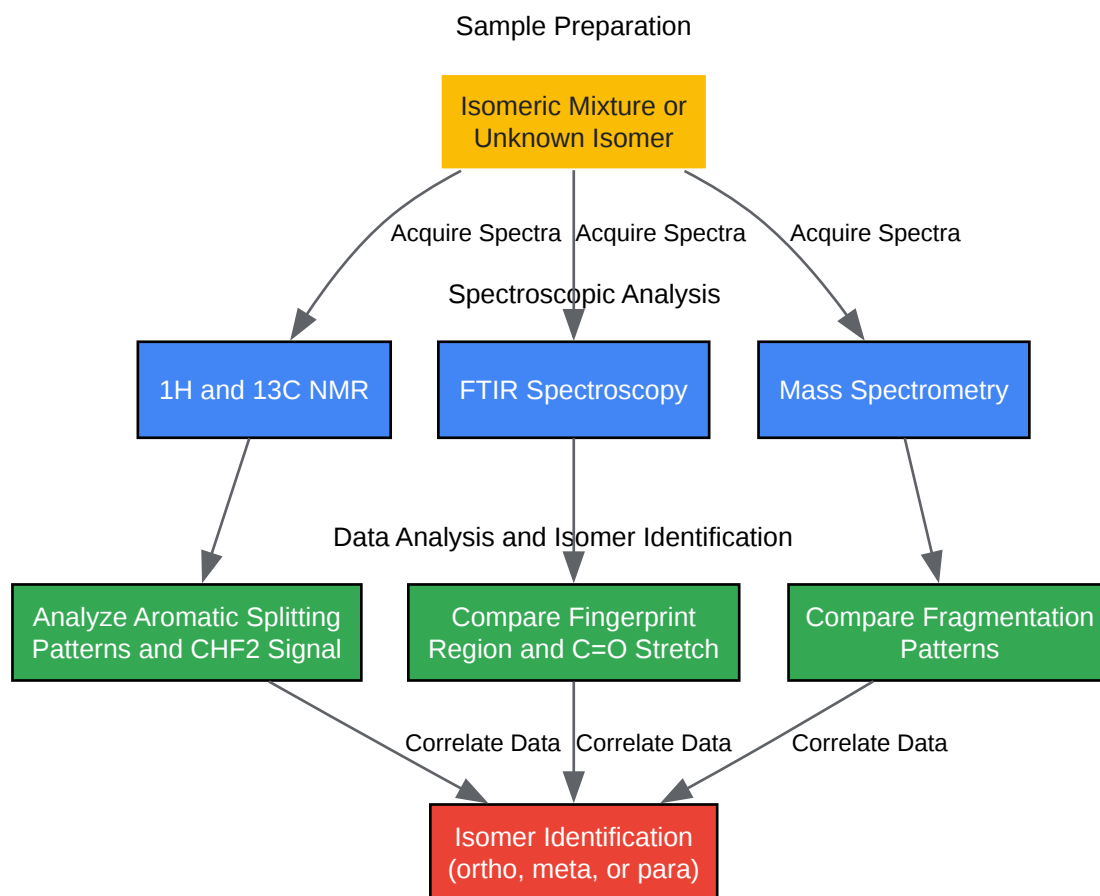 Sample Preparation
Isomeric Mixture or
Unknown Isomer
Acquire Spectra
Acquire Spectra
Acquire Spectra
Spectroscopic Analysis
1H and 13C NMR
FTIR Spectroscopy
Mass Spectrometry
Data Analysis and Isomer Identification
Analyze Aromatic Splitting
Patterns and CHF2 Signal
Compare Fingerprint
Region and C=O Stretch
Compare Fragmentation
Patterns
Correlate Data
Correlate Data
Correlate Data
Isomer Identification
(ortho, meta, or para)